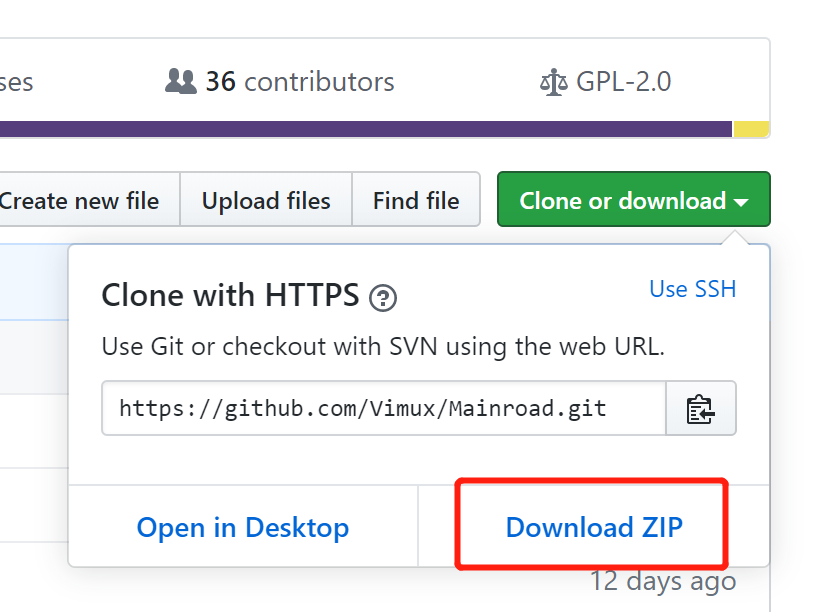 ses
36 contributors
GPL-2.0
Create new file
Upload files
Find file
Clone or download
Clone with HTTPS
Use SSH
Use Git or checkout with SVN using the web URL.
https://github.com/Vimux/Mainroad.git
Open in Desktop
Download ZIP
12 days ago